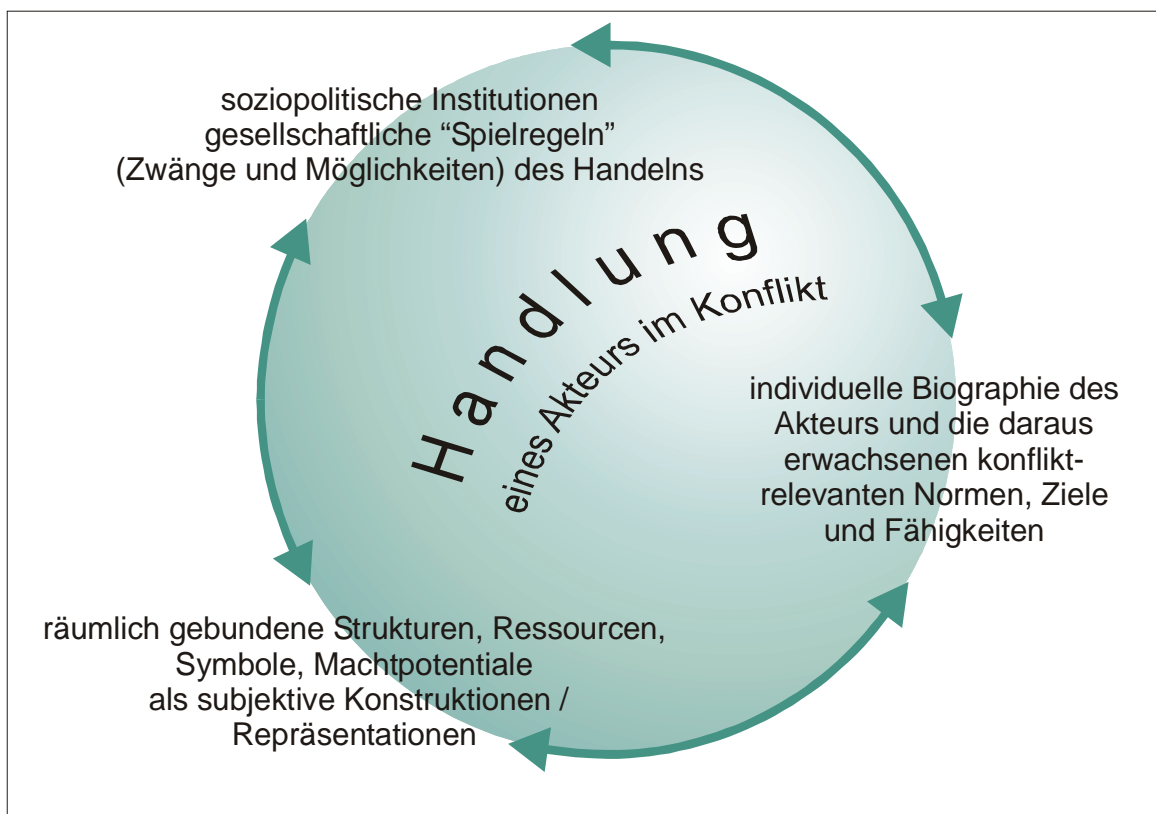 soziopolitische Institutionen
gesellschaftliche “Spielregeln”
(Zwänge und Möglichkeiten) des Handelns
Handlung
eines Akteurs im Konflikt
individuelle Biographie des
Akteurs und die daraus
erwachsenen konflikt-
relevanten Normen, Ziele
und Fähigkeiten
räumlich gebundene Strukturen, Ressourcen,
Symbole, Machtpotentiale
als subjektive Konstruktionen /
Repräsentationen